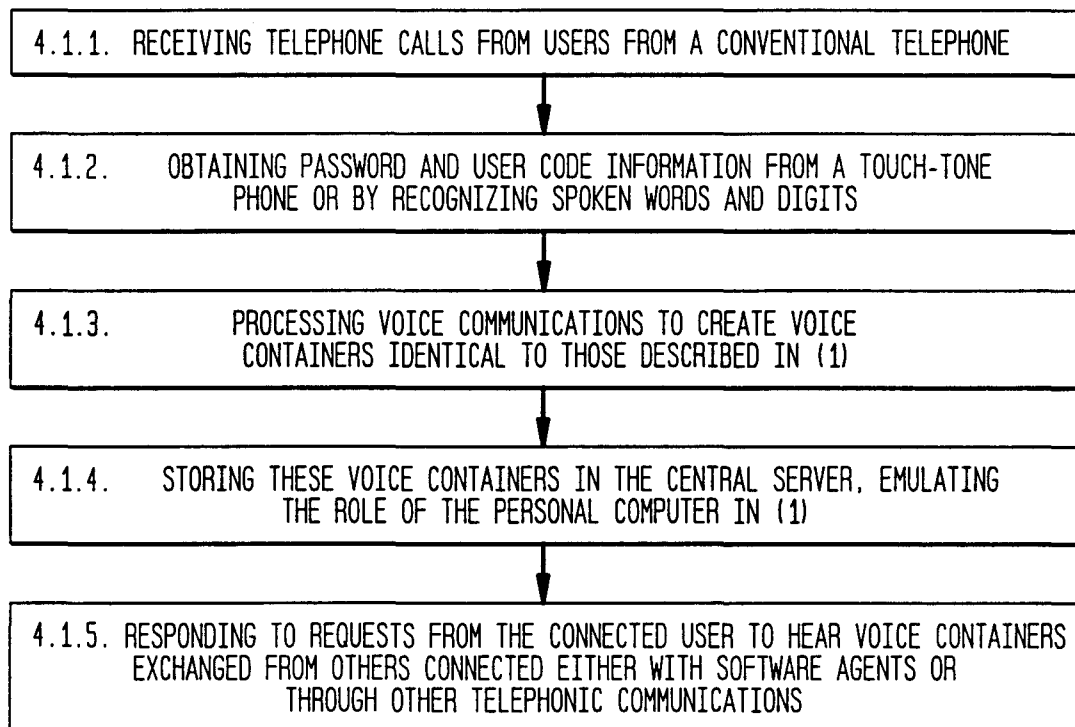 4.1.1. RECEIVING TELEPHONE CALLS FROM USERS FROM A CONVENTIONAL TELEPHONE
4.1.2. OBTAINING PASSWORD AND USER CODE INFORMATION FROM A TOUCH-TONE
PHONE OR BY RECOGNIZING SPOKEN WORDS AND DIGITS
4.1.3. PROCESSING VOICE COMMUNICATIONS TO CREATE VOICE
CONTAINERS IDENTICAL TO THOSE DESCRIBED IN (1)
4.1.4. STORING THESE VOICE CONTAINERS IN THE CENTRAL SERVER, EMULATING
THE ROLE OF THE PERSONAL COMPUTER IN (1)
4.1.5. RESPONDING TO REQUESTS FROM THE CONNECTED USER TO HEAR VOICE CONTAINERS
EXCHANGED FROM OTHERS CONNECTED EITHER WITH SOFTWARE AGENTS OR
THROUGH OTHER TELEPHONIC COMMUNICATIONS